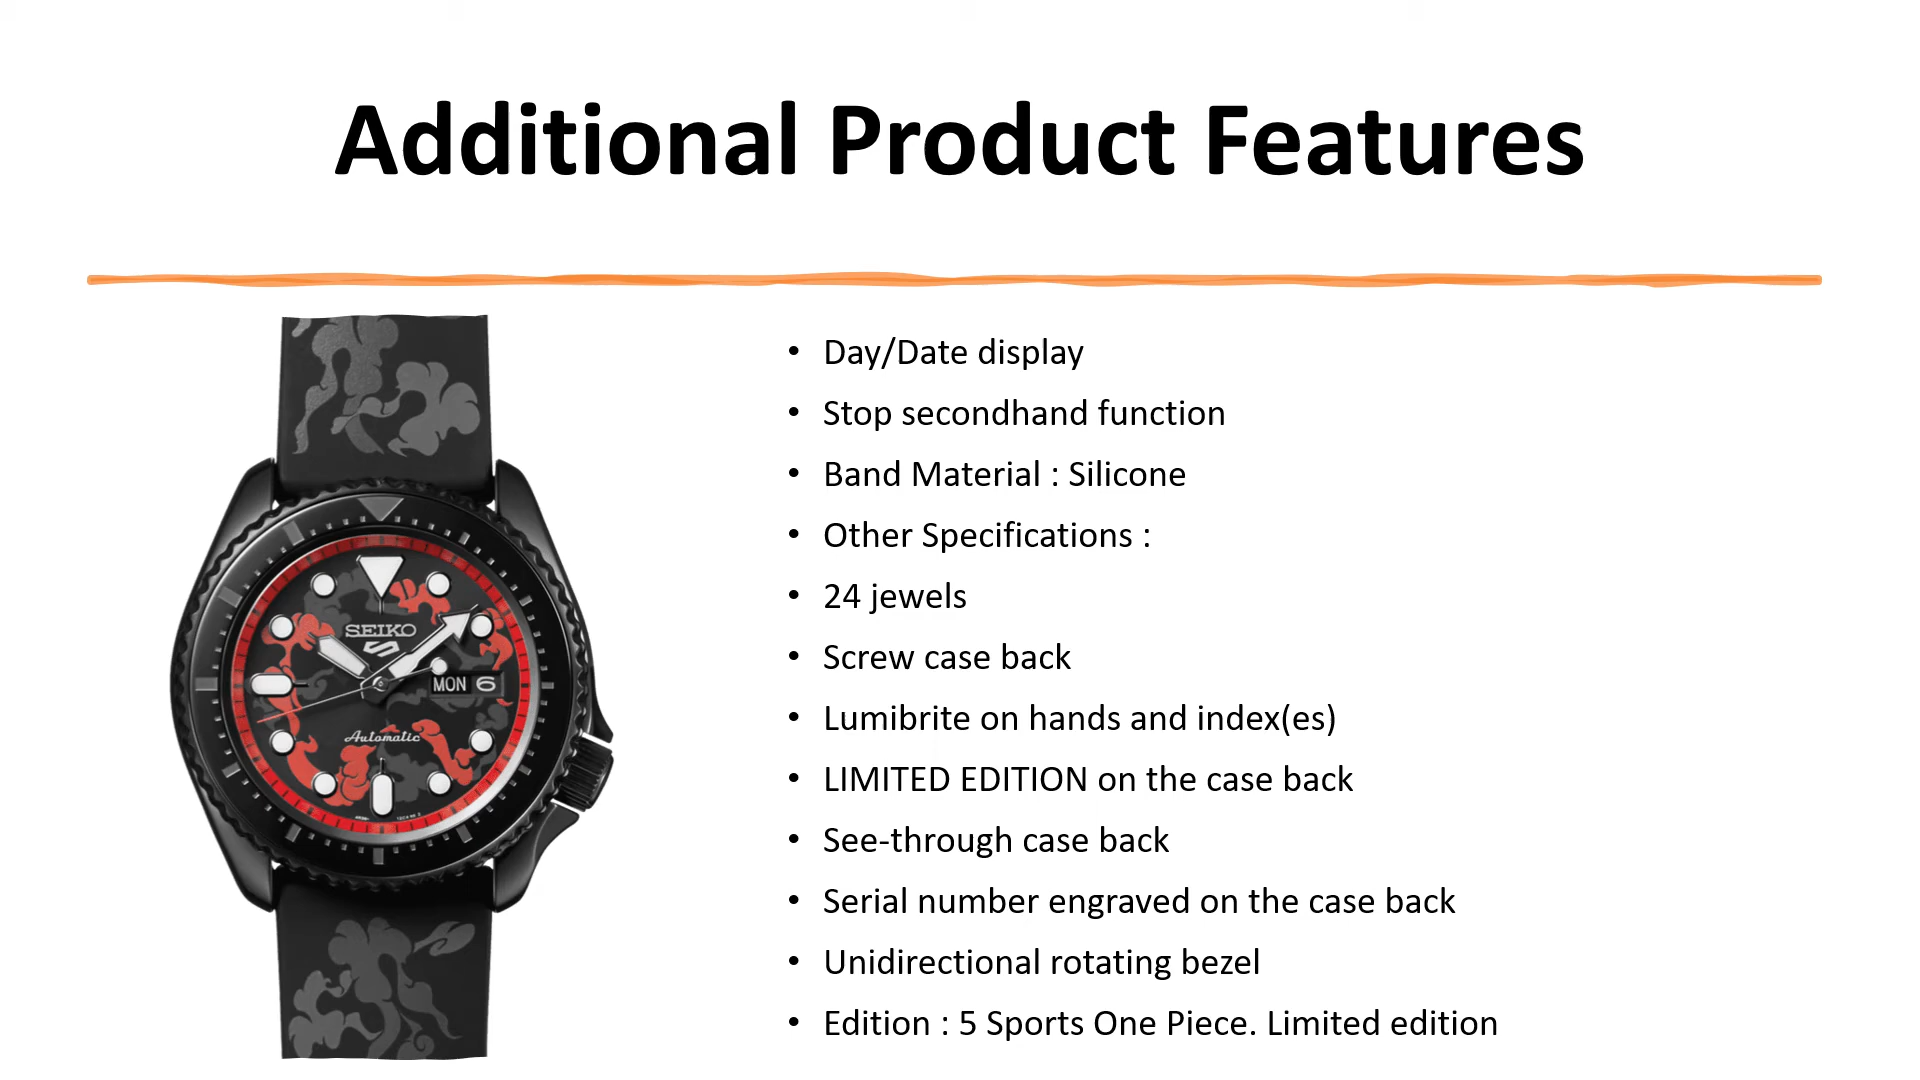 Additional Product Features
• Day/Date display
• Stop secondhand function
• Band Material : Silicone
• Other Specifications :
• 24 jewels
• Screw case back
• Lumibrite on hands and index(es)
• LIMITED EDITION on the case back
• See-through case back
• Serial number engraved on the case back
• Unidirectional rotating bezel
• Edition : 5 Sports One Piece. Limited edition
SEIKO
5
MON 6
Automatic